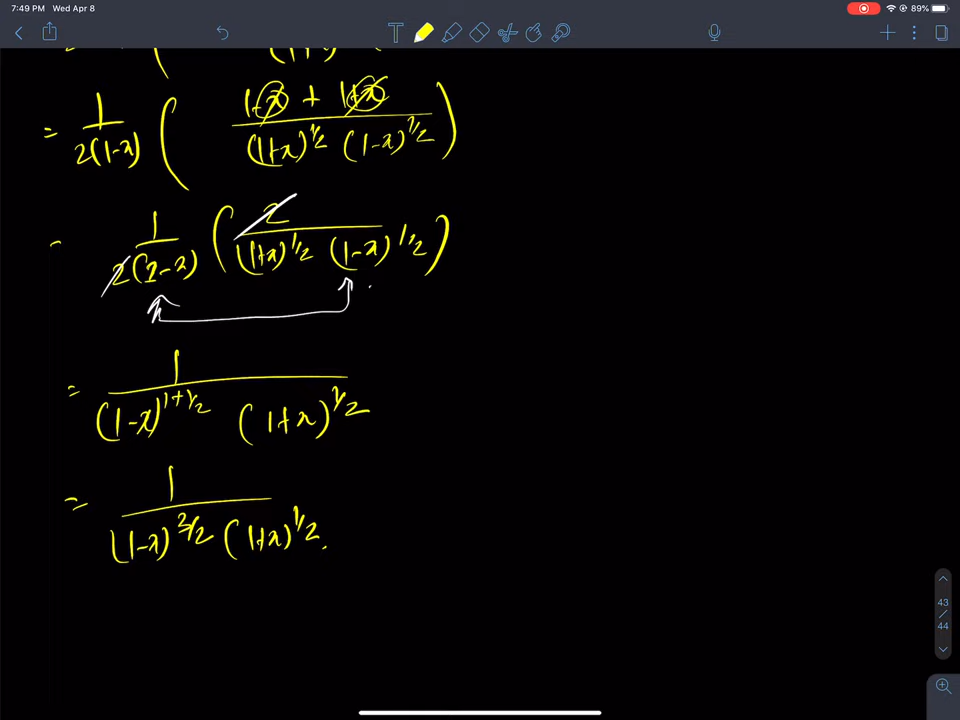 7:49 PM Wed Apr 8
89%
T
= 1/2(1-x) ( 1+x + 1+x / (1+x)^1/2 (1-x)^1/2 )
= 1/2(1-x) ( 2 / (1+x)^1/2 (1-x)^1/2 )
= 1 / (1-x)^1+1/2 (1+x)^1/2
= 1 / (1-x)^3/2 (1+x)^1/2 .
43
/
44